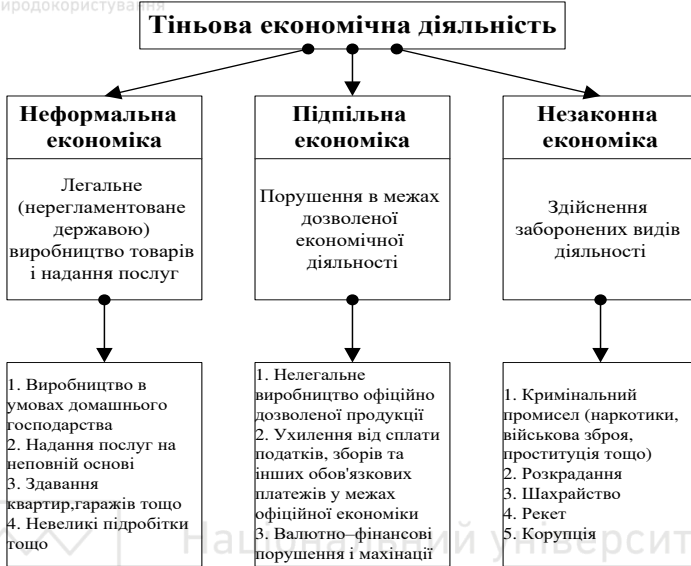 иродокористування
Тіньова економічна діяльність
Неформальна
економіка
Легальне
(нерегламентоване
державою)
виробництво товарів
і надання послуг
1. Виробництво в
умовах домашнього
господарства
2. Надання послуг на
неповній основі
3. Здавання
квартир,гаражів тощо
4. Невеликі підробітки
тощо
Підпільна
економіка
Порушення в межах
дозволеної
економічної
діяльності
1. Нелегальне
виробництво офіційно
дозволеної продукції
2. Ухилення від сплати
податків, зборів та
інших обов'язкових
платежів у межах
офіційної економіки
3. Валютно–фінансові
порушення і махінації
Незаконна
економіка
Здійснення
заборонених видів
діяльності
1. Кримінальний
промисел (наркотики,
військова зброя,
проституція тощо)
2. Розкрадання
3. Шахрайство
4. Рекет
5. Корупція
Національний університ